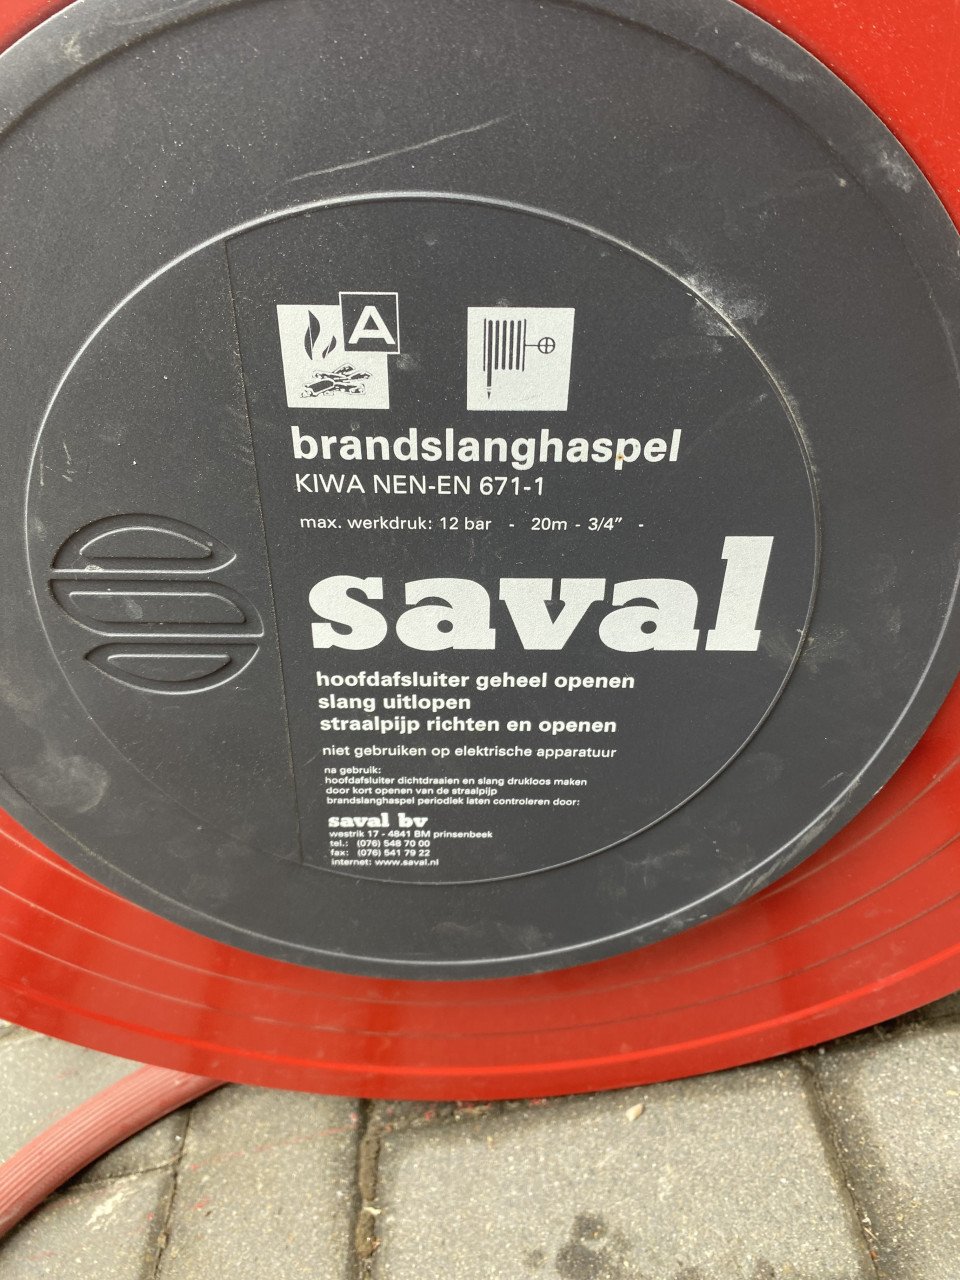 A
brandslanghaspel
KIWA NEN-EN 671-1
max. werkdruk: 12 bar - 20m - 3/4” -
saval
hoofdafsluiter geheel openen
slang uitlopen
straalpijp richten en openen
niet gebruiken op elektrische apparatuur
na gebruik:
hoofdafsluiter dichtdraaien en slang drukloos maken
door kort openen van de straalpijp
brandslanghaspel periodiek laten controleren door:
saval bv
westrik 17 - 4841 BM prinsenbeek
tel.: (076) 548 70 00
fax: (076) 541 79 22
internet: www.saval.nl